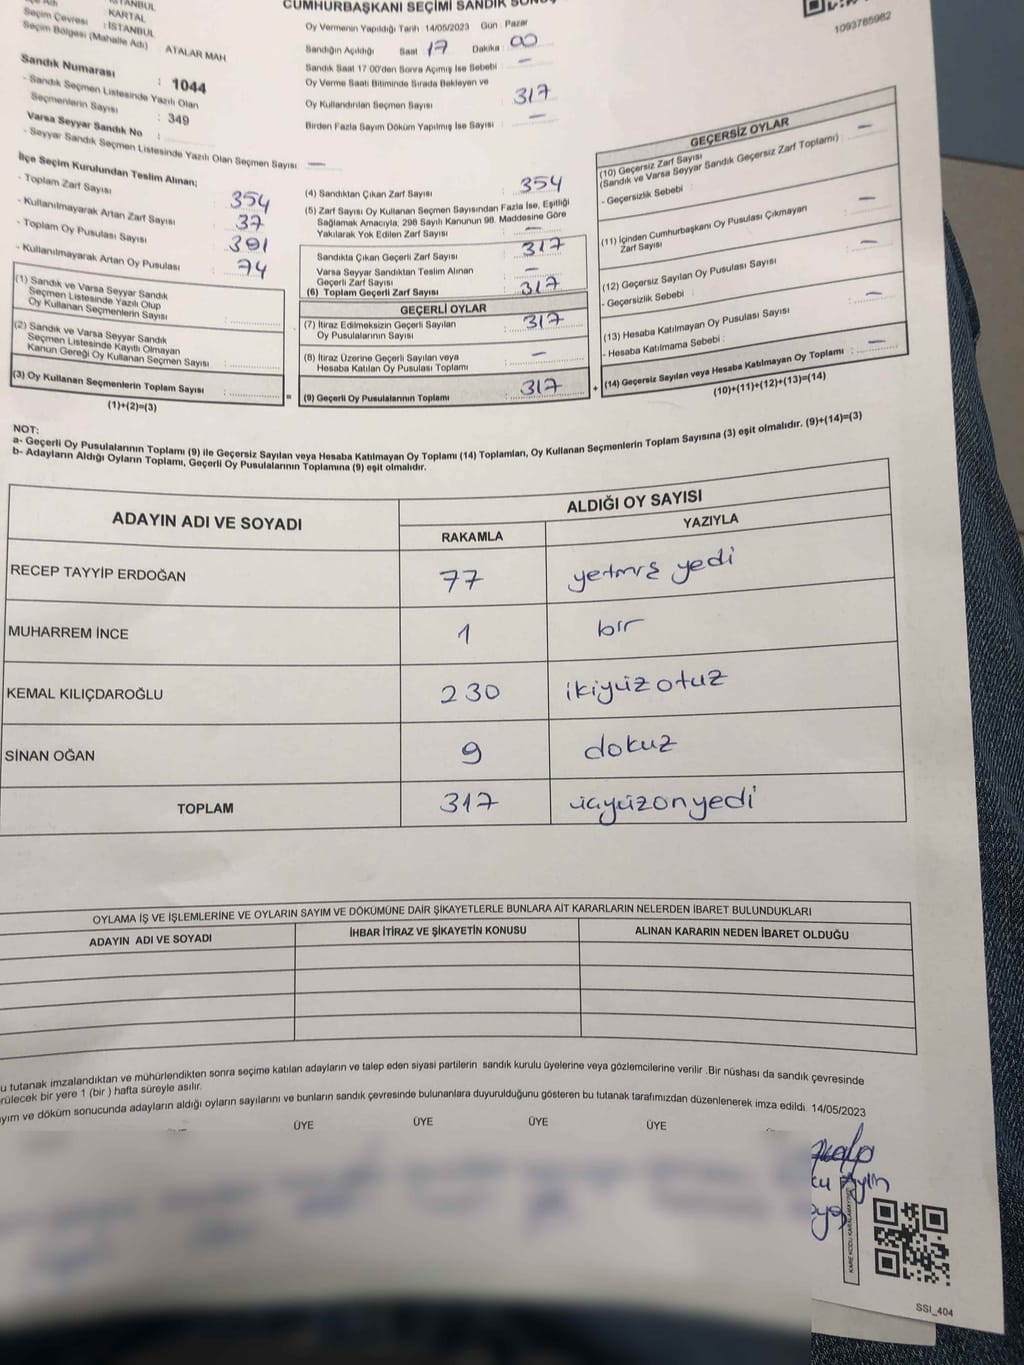 İSTANBUL
Seçim Çevresi : KARTAL
Seçim Bölgesi (Mahalle Adı) : İSTANBUL
ATALAR MAH
CUMHURBAŞKANI SEÇİMİ SANDIK
Oy Vermenin Yapıldığı Tarih 14/05/2023 Gün : Pazar
Sandığın Açıldığı Saat 17 Dakika : 00
Sandık Saat 17:00'den Sonra Açmış İse Sebebi : —
Oy Verme Saati Bitiminde Sırada Bekleyen ve
Oy Kullandırılan Seçmen Sayısı : 317
Birden Fazla Sayım Döküm Yapılmış İse Sayısı : —
1093785982
Sandık Numarası : 1044
- Sandık Seçmen Listesinde Yazılı Olan
Seçmenlerin Sayısı : 349
Varsa Seyyar Sandık No :
- Seyyar Sandık Seçmen Listesinde Yazılı Olan Seçmen Sayısı : —
İlçe Seçim Kurulundan Teslim Alınan;
- Toplam Zarf Sayısı : 354
- Kullanılmayarak Artan Zarf Sayısı : 37
- Toplam Oy Pusulası Sayısı : 391
- Kullanılmayarak Artan Oy Pusulası : 74
(1) Sandık ve Varsa Seyyar Sandık
Seçmen Listesinde Yazılı Olup
Oy Kullanan Seçmenlerin Sayısı :
(2) Sandık ve Varsa Seyyar Sandık
Seçmen Listesinde Kayıtlı Olmayan
Kanun Gereği Oy Kullanan Seçmen Sayısı :
(3) Oy Kullanan Seçmenlerin Toplam Sayısı :
(1)+(2)=(3)
(4) Sandıktan Çıkan Zarf Sayısı : 354
(5) Zarf Sayısı Oy Kullanan Seçmen Sayısından Fazla İse, Eşitliği
Sağlamak Amacıyla, 298 Sayılı Kanunun 98. Maddesine Göre
Yakılarak Yok Edilen Zarf Sayısı : —
Sandıkta Çıkan Geçerli Zarf Sayısı : 317
Varsa Seyyar Sandıktan Teslim Alınan
Geçerli Zarf Sayısı : —
(6) Toplam Geçerli Zarf Sayısı : 317
GEÇERLİ OYLAR
(7) İtiraz Edilmeksizin Geçerli Sayılan
Oy Pusulalarının Sayısı : 317
(8) İtiraz Üzerine Geçerli Sayılan veya
Hesaba Katılan Oy Pusulası Toplamı : —
(9) Geçerli Oy Pusulalarının Toplamı : 317
=
+
GEÇERSİZ OYLAR
(10) Geçersiz Zarf Sayısı
(Sandık ve Varsa Seyyar Sandık Geçersiz Zarf Toplamı) : —
- Geçersizlik Sebebi : —
(11) İçinden Cumhurbaşkanı Oy Pusulası Çıkmayan
Zarf Sayısı : —
(12) Geçersiz Sayılan Oy Pusulası Sayısı : —
- Geçersizlik Sebebi :
(13) Hesaba Katılmayan Oy Pusulası Sayısı : —
- Hesaba Katılmama Sebebi :
(14) Geçersiz Sayılan veya Hesaba Katılmayan Oy Toplamı : —
(10)+(11)+(12)+(13)=(14)
NOT:
a- Geçerli Oy Pusulalarının Toplamı (9) ile Geçersiz Sayılan veya Hesaba Katılmayan Oy Toplamı (14) Toplamları, Oy Kullanan Seçmenlerin Toplam Sayısına (3) eşit olmalıdır. (9)+(14)=(3)
b- Adayların Aldığı Oyların Toplamı, Geçerli Oy Pusulalarının Toplamına (9) eşit olmalıdır.
ADAYIN ADI VE SOYADI
ALDIĞI OY SAYISI
RAKAMLA YAZIYLA
RECEP TAYYİP ERDOĞAN 77 yetmiş yedi
MUHARREM İNCE 1 bir
KEMAL KILIÇDAROĞLU 230 ikiyüz otuz
SİNAN OĞAN 9 dokuz
TOPLAM 317 üçyüzonyedi
OYLAMA İŞ VE İŞLEMLERİNE VE OYLARIN SAYIM VE DÖKÜMÜNE DAİR ŞİKAYETLERLE BUNLARA AİT KARARLARIN NELERDEN İBARET BULUNDUKLARI
ADAYIN ADI VE SOYADI İHBAR İTİRAZ VE ŞİKAYETİN KONUSU ALINAN KARARIN NEDEN İBARET OLDUĞU
u tutanak imzalandıktan ve mühürlendikten sonra seçime katılan adayların ve talep eden siyasi partilerin sandık kurulu üyelerine veya gözlemcilerine verilir .Bir nüshası da sandık çevresinde
rülecek bir yere 1 (bir ) hafta süreyle asılır.
ayım ve döküm sonucunda adayların aldığı oyların sayılarını ve bunların sandık çevresinde bulunanlara duyurulduğunu gösteren bu tutanak tarafımızdan düzenlenerek imza edildi. 14/05/2023
ÜYE ÜYE ÜYE ÜYE
Aylin
SSI_404